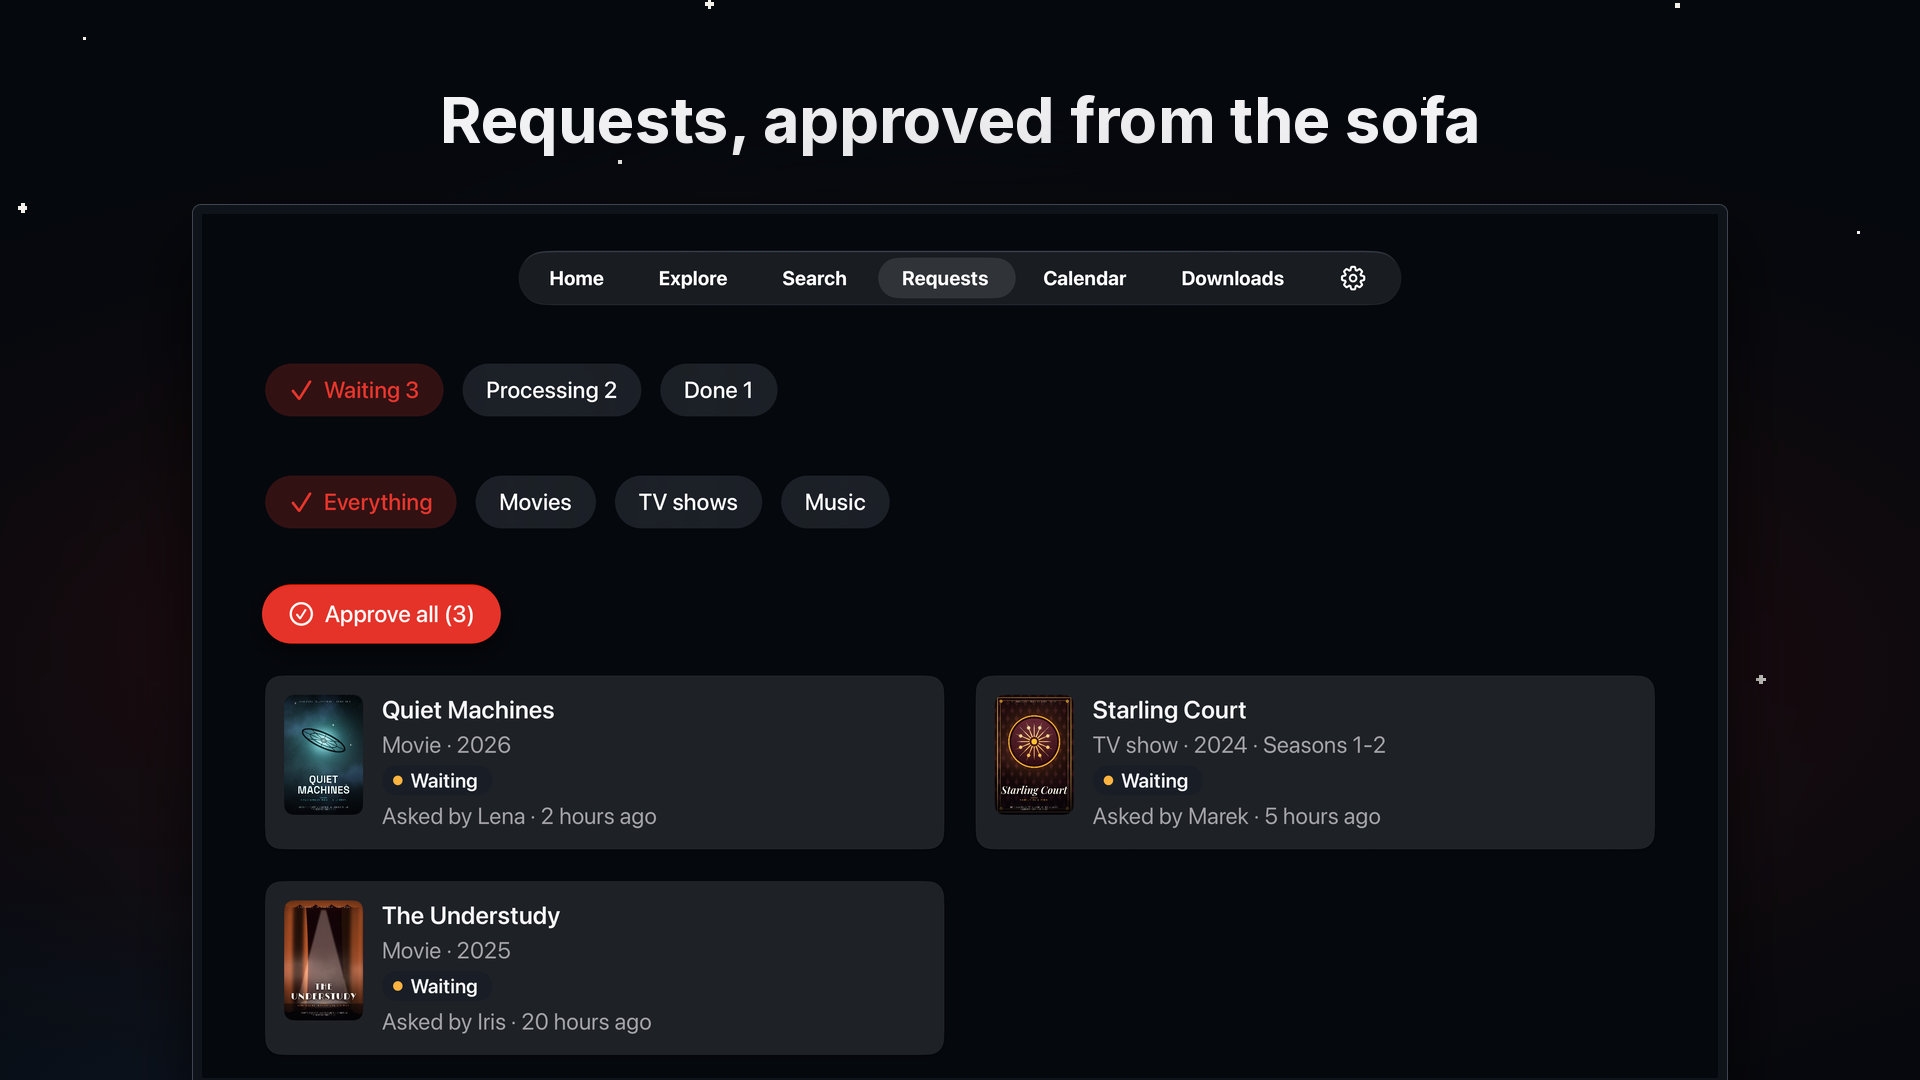 Requests, approved from the sofa
Home Explore Search Requests Calendar Downloads
Waiting 3 Processing 2 Done 1
Everything Movies TV shows Music
Approve all (3)
QUIET
MACHINES
Quiet Machines
Movie · 2026
Waiting
Asked by Lena · 2 hours ago
Starling Court
Starling Court
TV show · 2024 · Seasons 1-2
Waiting
Asked by Marek · 5 hours ago
THE
UNDERSTUDY
The Understudy
Movie · 2025
Waiting
Asked by Iris · 20 hours ago